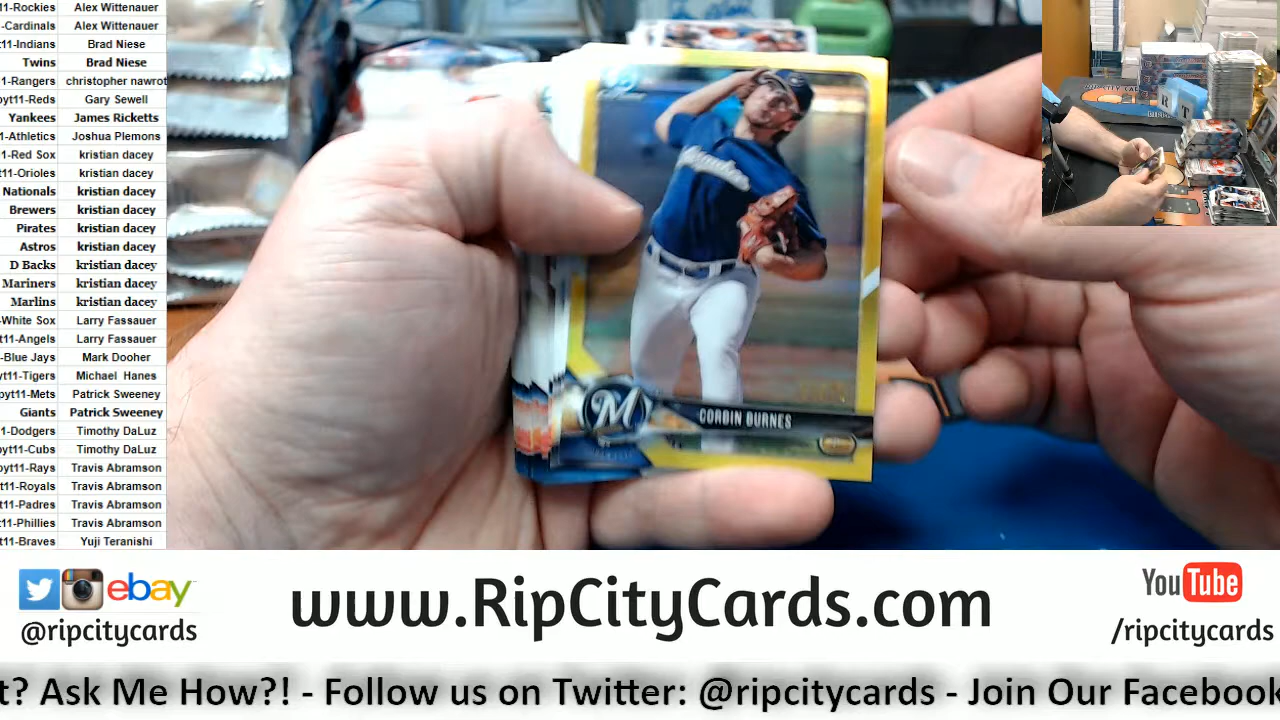 11-Rockies Alex Wittenauer
-Cardinals Alex Wittenauer
t11-Indians Brad Niese
Twins Brad Niese
1-Rangers christopher nawrot
pyt11-Reds Gary Sewell
Yankees James Ricketts
1-Athletics Joshua Plemons
11-Red Sox kristian dacey
t11-Orioles kristian dacey
Nationals kristian dacey
Brewers kristian dacey
Pirates kristian dacey
Astros kristian dacey
D Backs kristian dacey
Mariners kristian dacey
Marlins kristian dacey
-White Sox Larry Fassauer
t11-Angels Larry Fassauer
-Blue Jays Mark Dooher
yt11-Tigers Michael Hanes
pyt11-Mets Patrick Sweeney
Giants Patrick Sweeney
1-Dodgers Timothy DaLuz
yt11-Cubs Timothy DaLuz
oyt11-Rays Travis Abramson
t11-Royals Travis Abramson
t11-Padres Travis Abramson
t11-Phillies Travis Abramson
t11-Braves Yuji Teranishi
M
CORBIN BURNES
R T
ebay
@ripcitycards
www.RipCityCards.com
YouTube
/ripcitycards
t? Ask Me How?! - Follow us on Twitter: @ripcitycards - Join Our Facebook